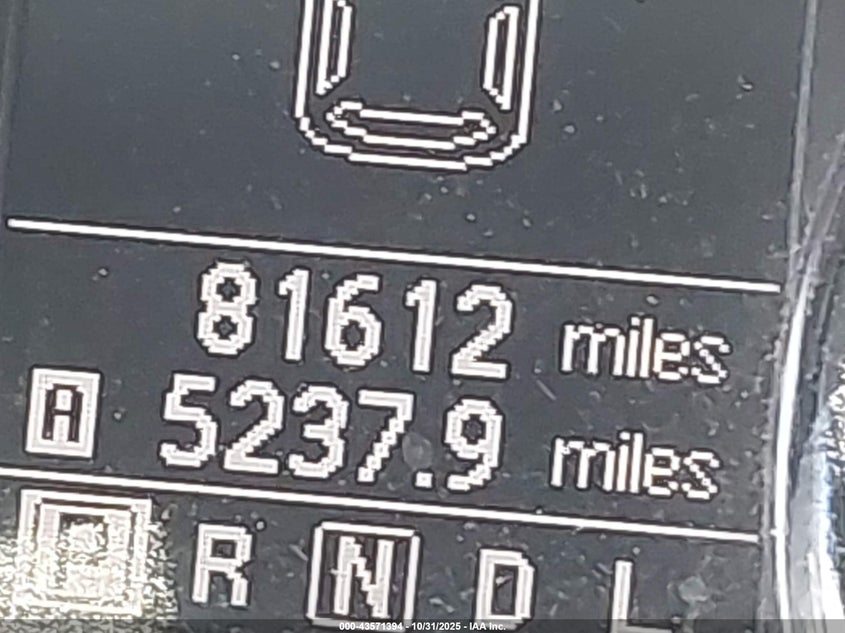 81612 miles
A 5237.9 miles
R N D L
000-43571394 - 10/31/2025 - IAA Inc.